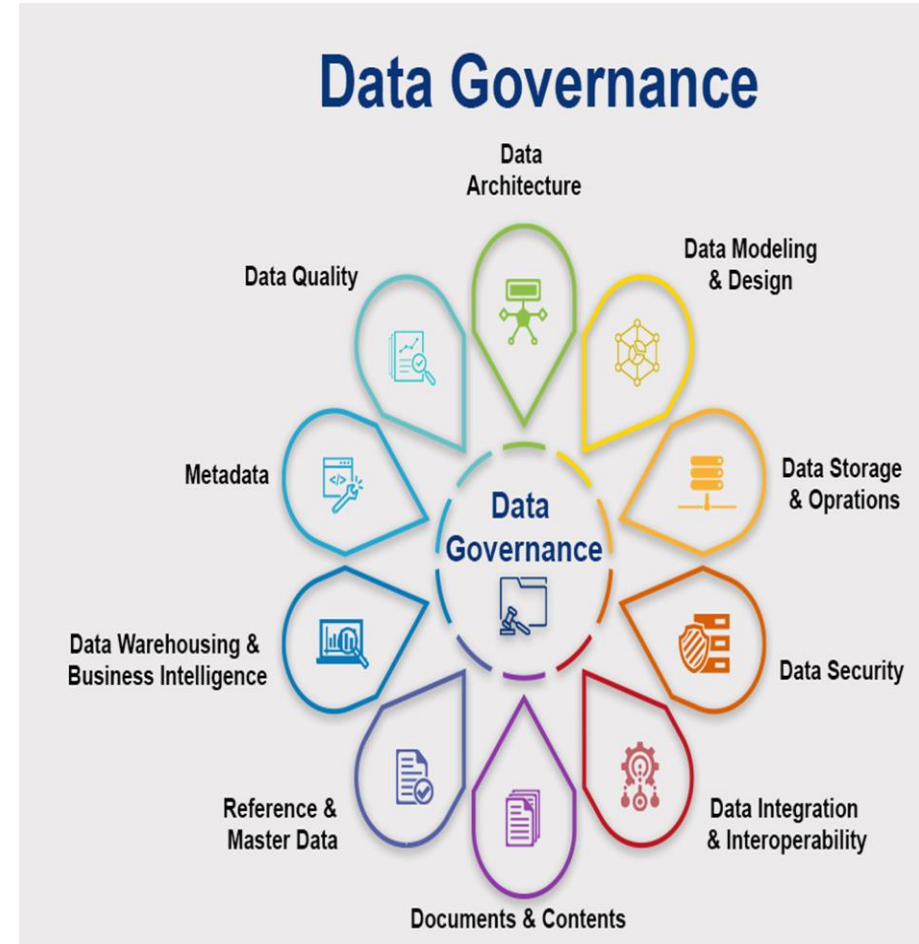 Data Governance
Data
Architecture
Data Modeling
& Design
Data Storage
& Oprations
Data Security
Data Integration
& Interoperability
Documents & Contents
Reference &
Master Data
Data Warehousing &
Business Intelligence
Metadata
Data Quality
Data
Governance